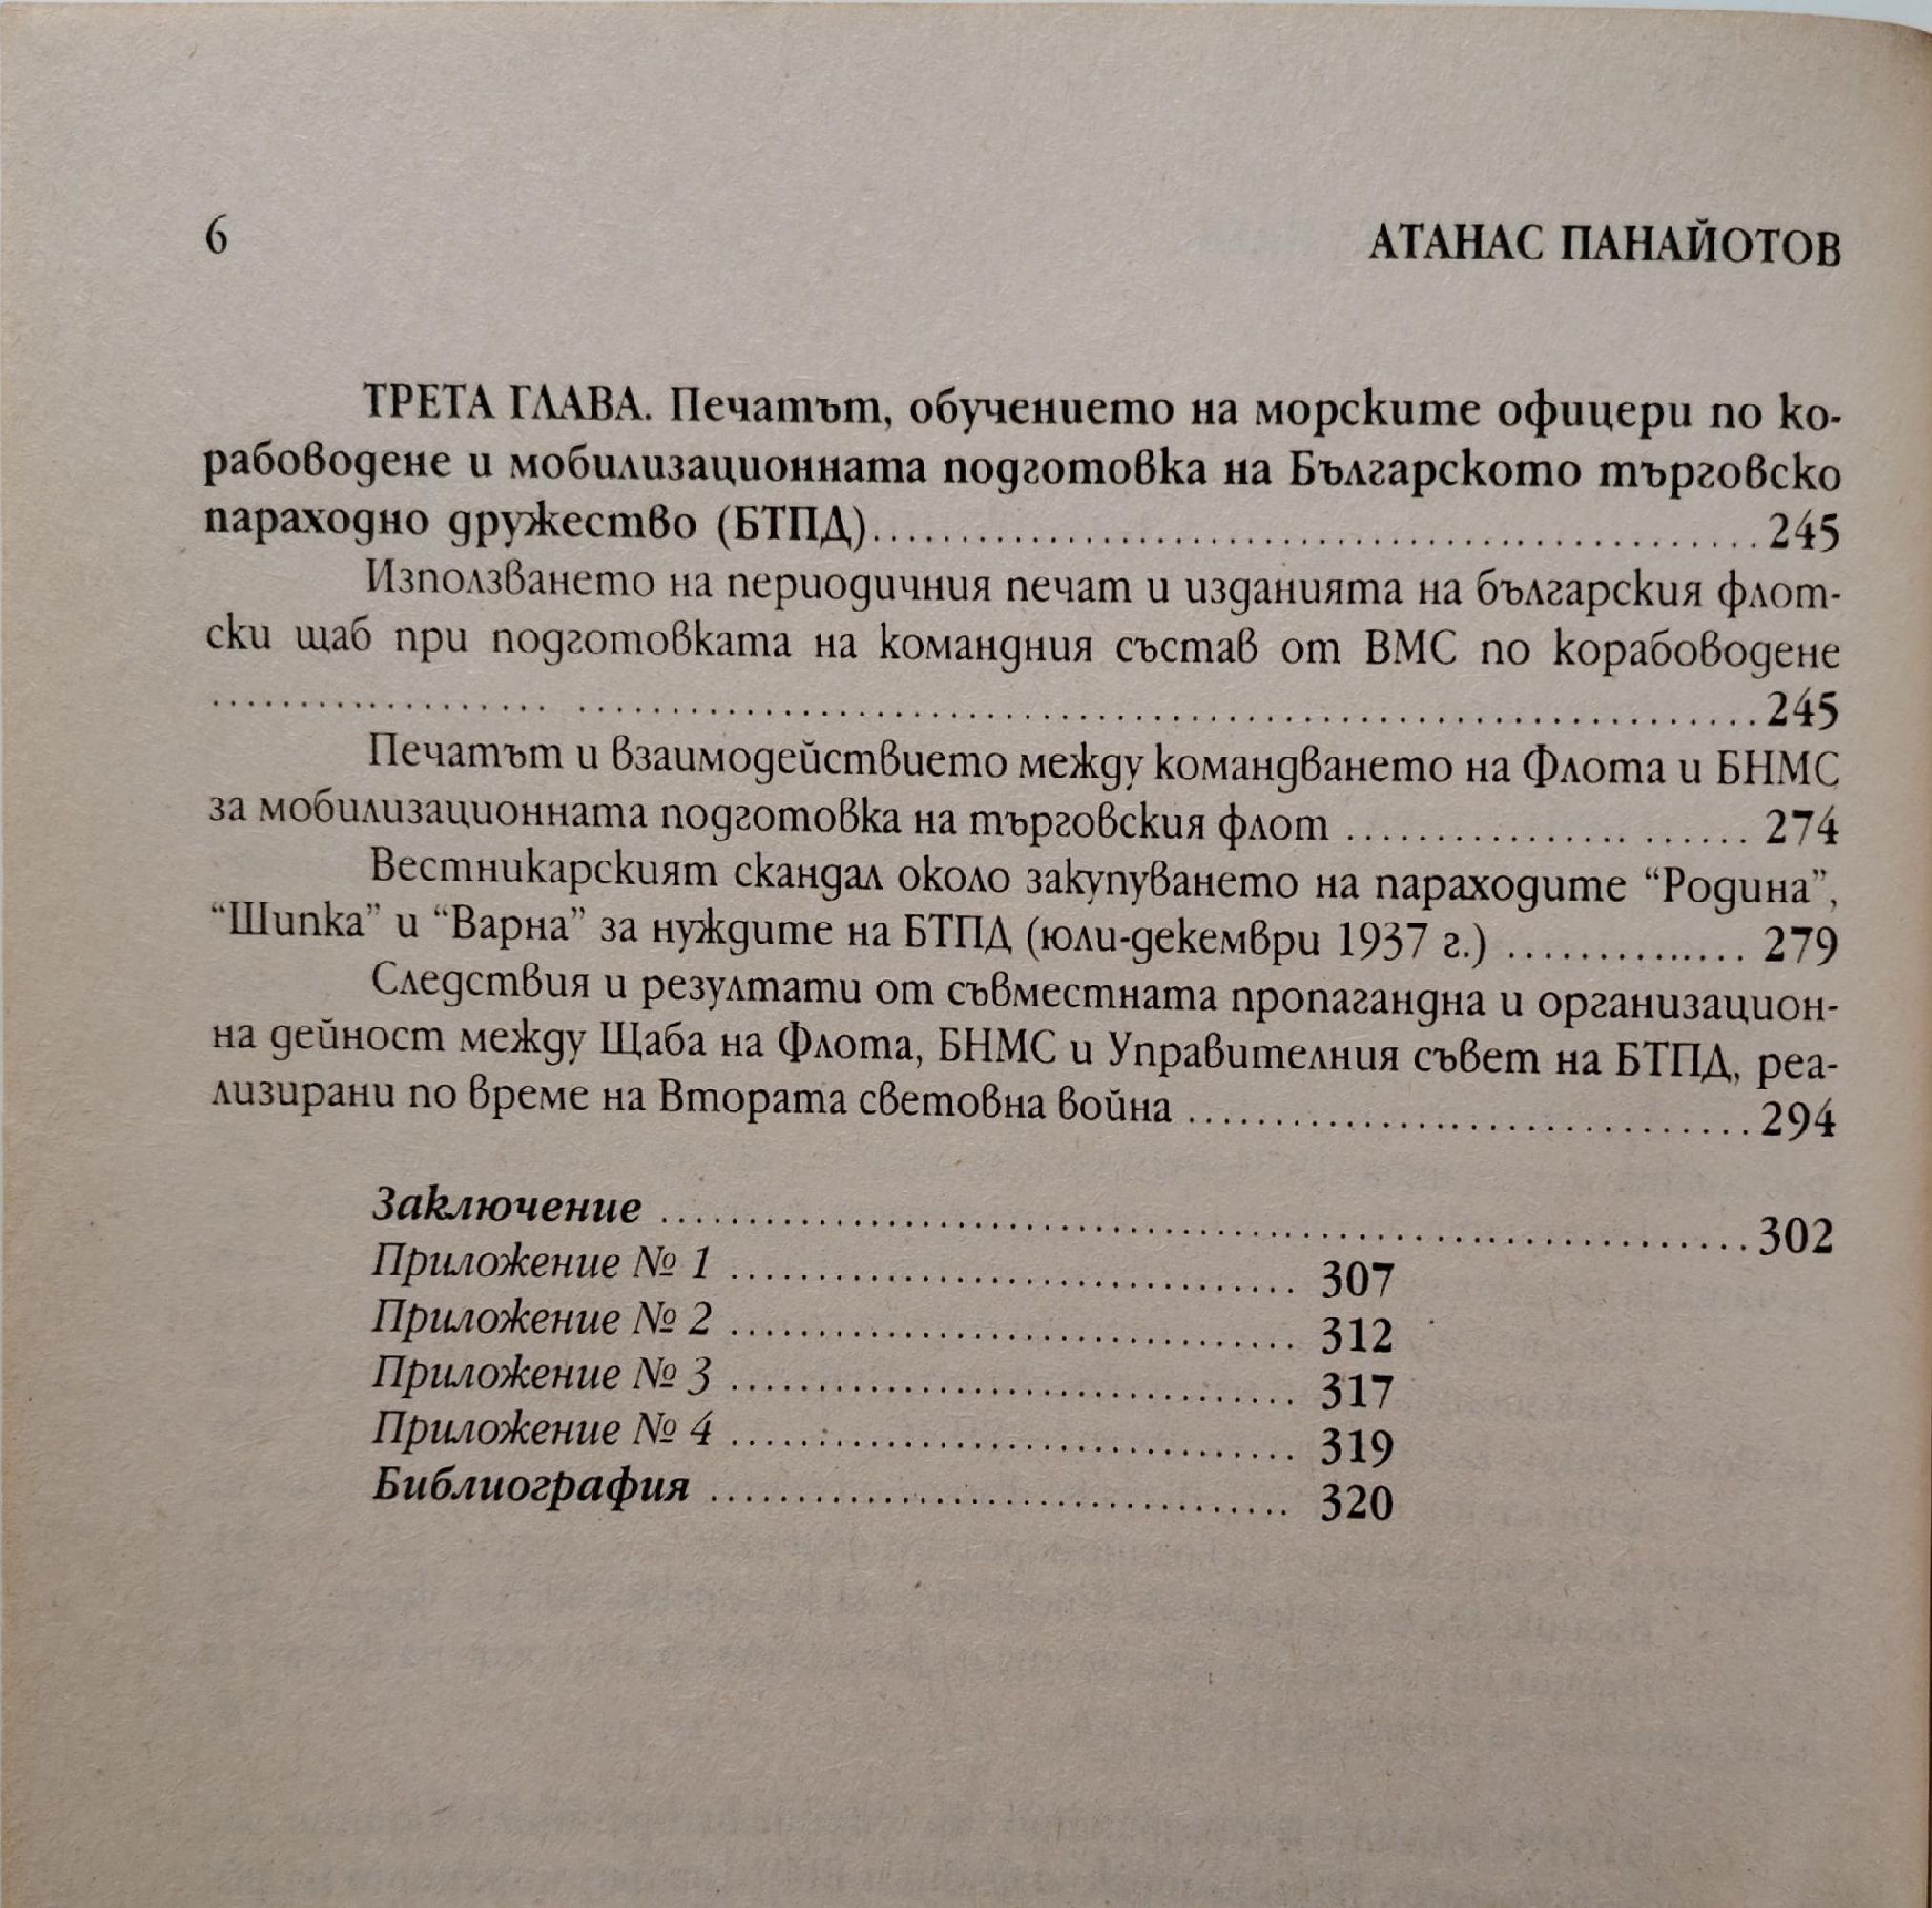 6 АТАНАС ПАНАЙОТОВ
ТРЕТА ГЛАВА. Печатът, обучението на морските офицери по ко-
рабоводене и мобилизационната подготовка на Българското търговско
параходно дружество (БТПД)..........................................................245
Използването на периодичния печат и изданията на българския флот-
ски щаб при подготовката на командния състав от ВМС по корабоводене
..........................................................................................245
Печатът и взаимодействието между командването на Флота и БНМС
за мобилизационната подготовка на търговския флот .......................... 274
Вестникарският скандал около закупуването на параходите “Родина”,
“Шипка” и “Варна” за нуждите на БТПД (юли-декември 1937 г.) ................ 279
Следствия и резултати от съвместната пропагандна и организацион-
на дейност между Щаба на Флота, БНМС и Управителния съвет на БТПД, реа-
лизирани по време на Втората световна война ....................................294
Заключение ......................................................................302
Приложение № 1 ..................................... 307
Приложение № 2 ..................................... 312
Приложение № 3 ..................................... 317
Приложение № 4 ..................................... 319
Библиография ...................................... 320